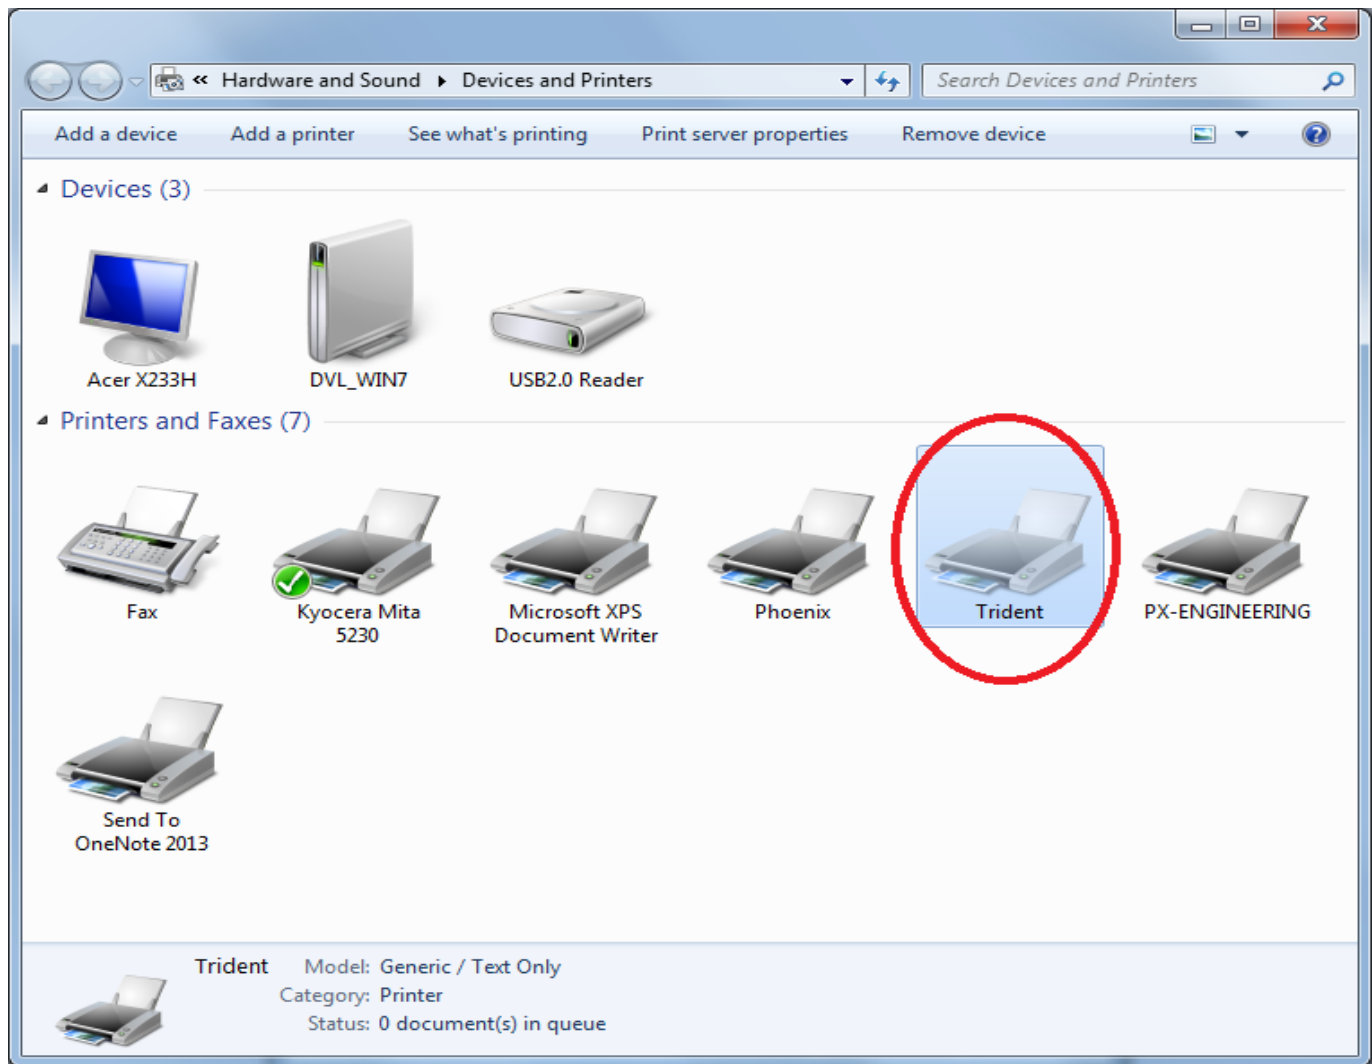 « Hardware and Sound ▸ Devices and Printers
Search Devices and Printers
Add a device Add a printer See what's printing Print server properties Remove device
Devices (3)
Acer X233H DVL_WIN7 USB2.0 Reader
Printers and Faxes (7)
Fax Kyocera Mita Microsoft XPS Phoenix Trident PX-ENGINEERING
5230 Document Writer
Send To
OneNote 2013
Trident Model: Generic / Text Only
Category: Printer
Status: 0 document(s) in queue